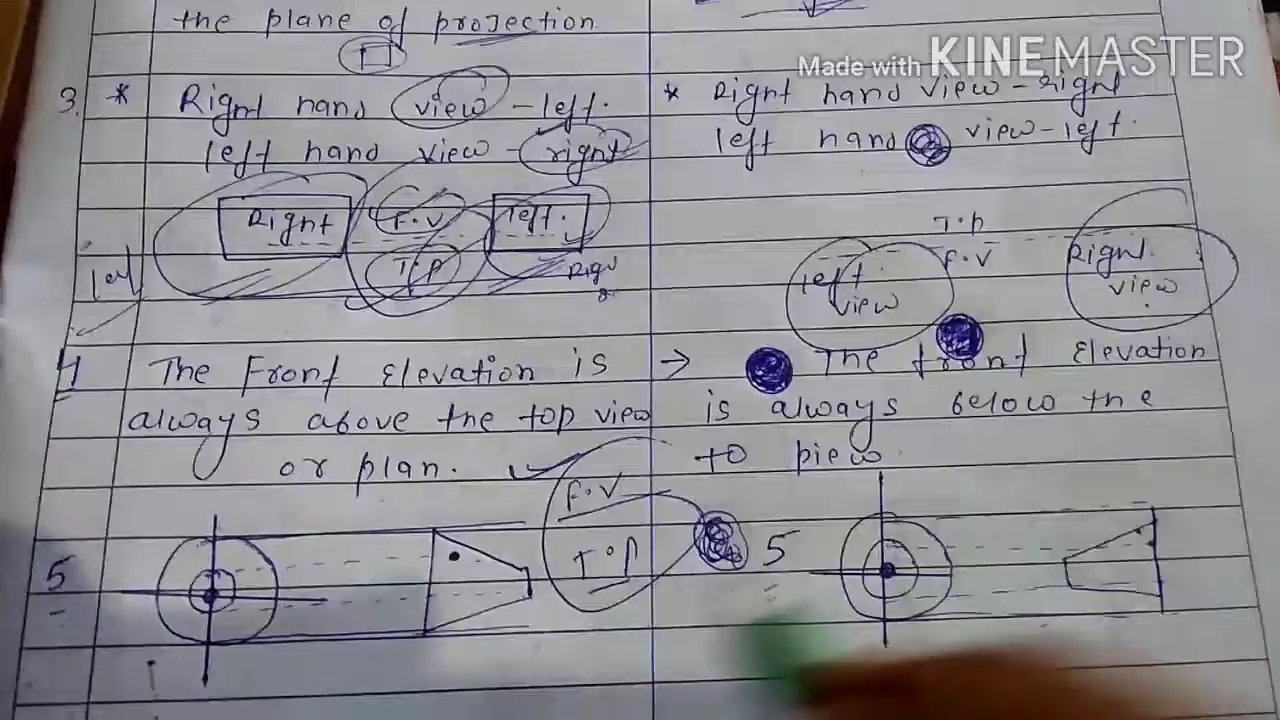 the plane of projection
Made with KINEMASTER
3. * Right hand view - left.
left hand view - right
Right F.V left.
T.P
left Right
* Right hand view - right
left hand view - left.
T.P
left view F.V Right view
4 The Front Elevation is
always above the top view
or plan.
→ The front Elevation
is always below the
to piew
F.V
TOP
5
5